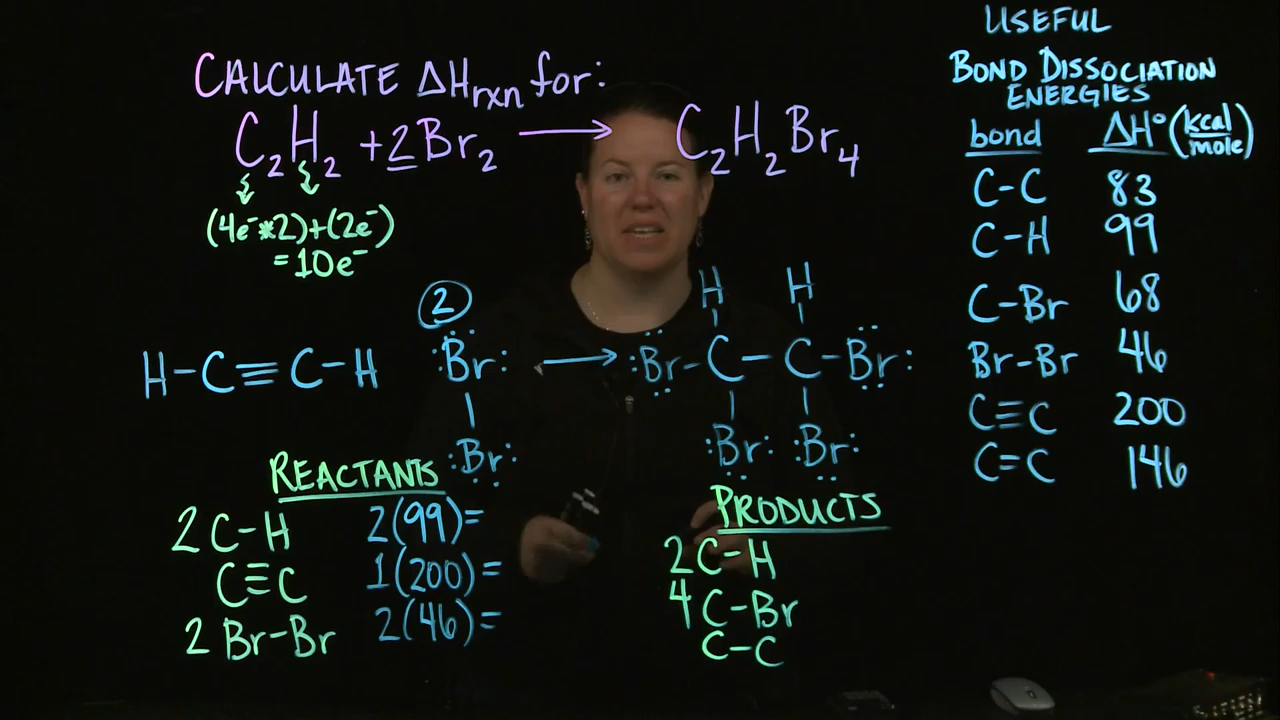 CALCULATE ΔHrxn for:
C₂H₂ + 2Br₂ → C₂H₂Br₄
(4e⁻*2)+(2e⁻)
=10e⁻
2
H-C≡C-H :Br: → :Br-C-C-Br:
H H
:Br: :Br: :Br:
REACTANTS
2 C-H 2(99)=
C≡C 1(200)=
2 Br-Br 2(46)=
PRODUCTS
2 C-H
4 C-Br
C-C
USEFUL
BOND DISSOCIATION
ENERGIES
bond ΔH° (kcal/mole)
C-C 83
C-H 99
C-Br 68
Br-Br 46
C≡C 200
C=C 146